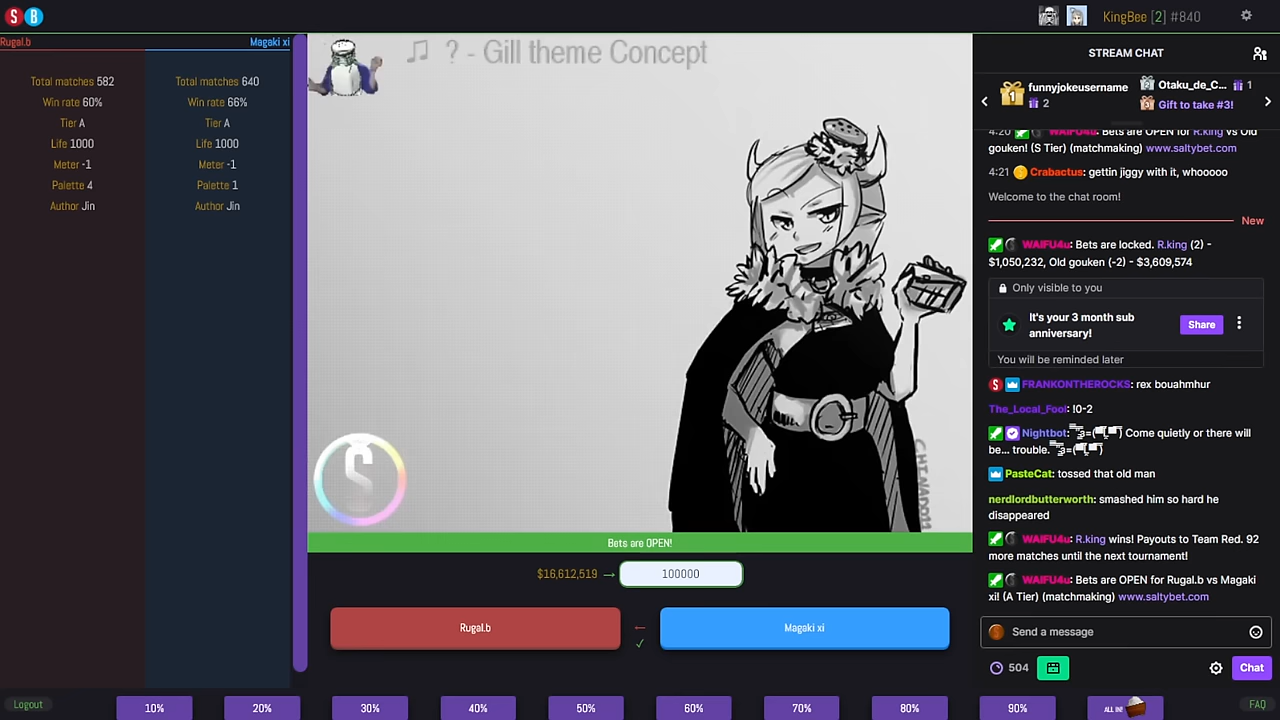 S B
KingBee [2] #840
Rugal.b
Magaki xi
Total matches 582
Win rate 60%
Tier A
Life 1000
Meter -1
Palette 4
Author Jin
Total matches 640
Win rate 66%
Tier A
Life 1000
Meter -1
Palette 1
Author Jin
♫ ? - Gill theme Concept
CHINAD011
S
Bets are OPEN!
$16,612,519 → 100000
Rugal.b
←
✓
Magaki xi
STREAM CHAT
1 funnyjokeusername
2
2 Otaku_de_C... 1
3 Gift to take #3!
4:20 WAIFU4u: Bets are OPEN for R.king vs Old
gouken! (S Tier) (matchmaking) www.saltybet.com
4:21 Crabactus: gettin jiggy with it, whooooo
Welcome to the chat room!
New
WAIFU4u: Bets are locked. R.king (2) -
$1,050,232, Old gouken (-2) - $3,609,574
Only visible to you
It's your 3 month sub
anniversary!
Share
You will be reminded later
FRANKONTHEROCKS: rex bouahmhur
The_Local_Fool: !0-2
Nightbot: Come quietly or there will
be... trouble.
PasteCat: tossed that old man
nerdlordbutterworth: smashed him so hard he
disappeared
WAIFU4u: R.king wins! Payouts to Team Red. 92
more matches until the next tournament!
WAIFU4u: Bets are OPEN for Rugal.b vs Magaki
xi! (A Tier) (matchmaking) www.saltybet.com
Send a message
504
Chat
Logout
10%
20%
30%
40%
50%
60%
70%
80%
90%
ALL IN!
FAQ